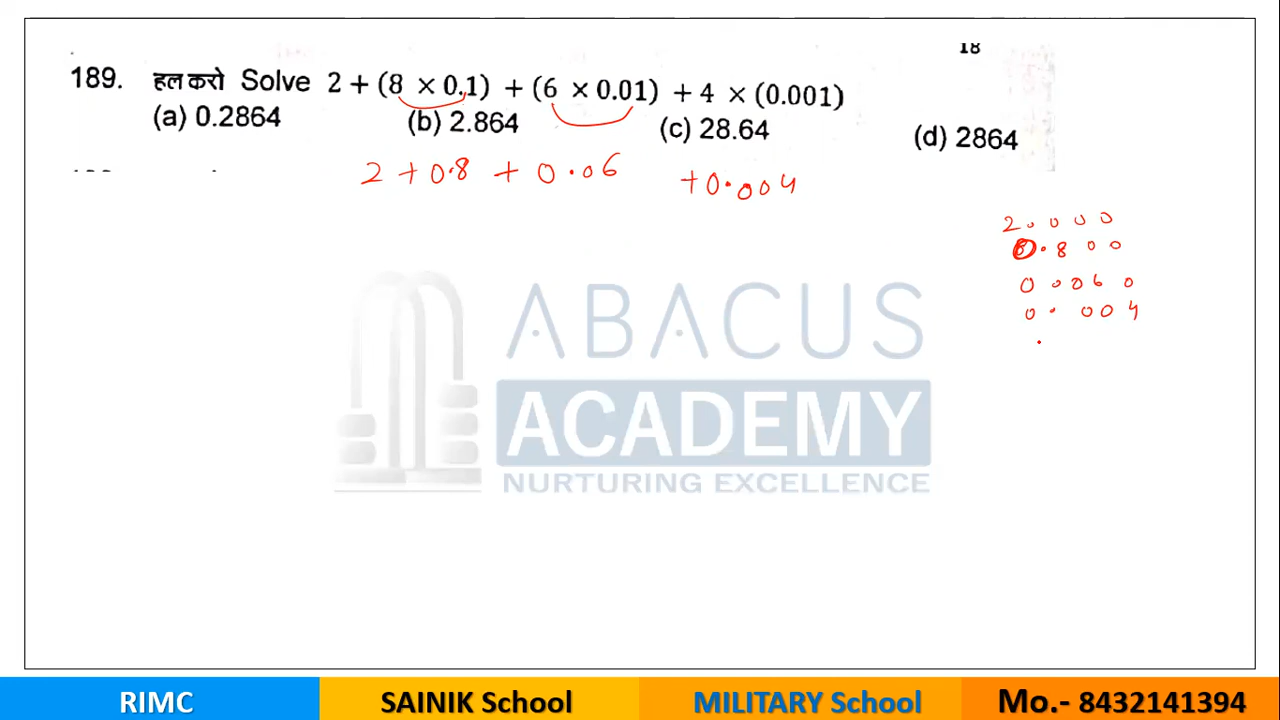 18
189. हल करो Solve 2 + (8 × 0.1) + (6 × 0.01) + 4 × (0.001)
(a) 0.2864 (b) 2.864 (c) 28.64 (d) 2864
2 + 0.8 + 0.06 + 0.004
2.000
.800
0.060
0.004
.
ABACUS
ACADEMY
NURTURING EXCELLENCE
RIMC SAINIK School MILITARY School Mo.- 8432141394